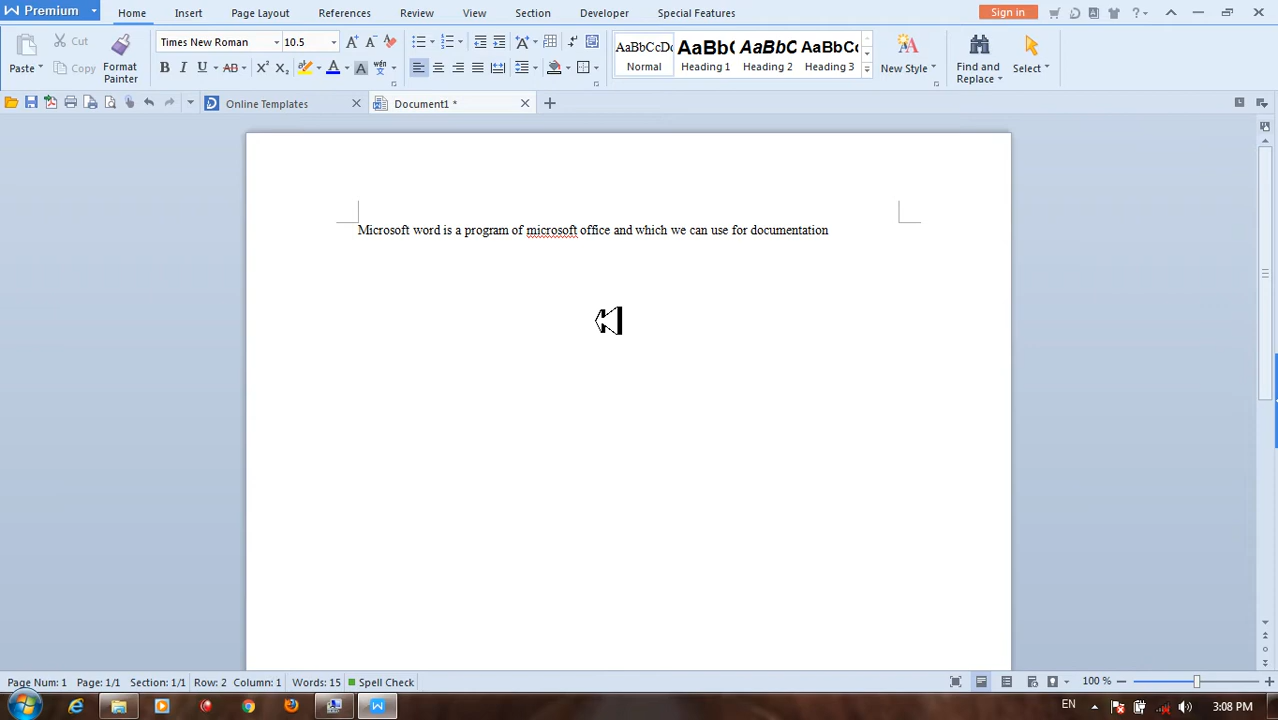 Premium
Home Insert Page Layout References Review View Section Developer Special Features Sign in
Paste Cut Copy Format Painter
Times New Roman 10.5
B I U AB X² X₂ A A
AaBbCcDc AaBb( AaBbC AaBbC(
Normal Heading 1 Heading 2 Heading 3
New Style Find and Replace Select
Online Templates Document1 *
Microsoft word is a program of microsoft office and which we can use for documentation
Page Num: 1 Page: 1/1 Section: 1/1 Row: 2 Column: 1 Words: 15 Spell Check 100 %
EN 3:08 PM